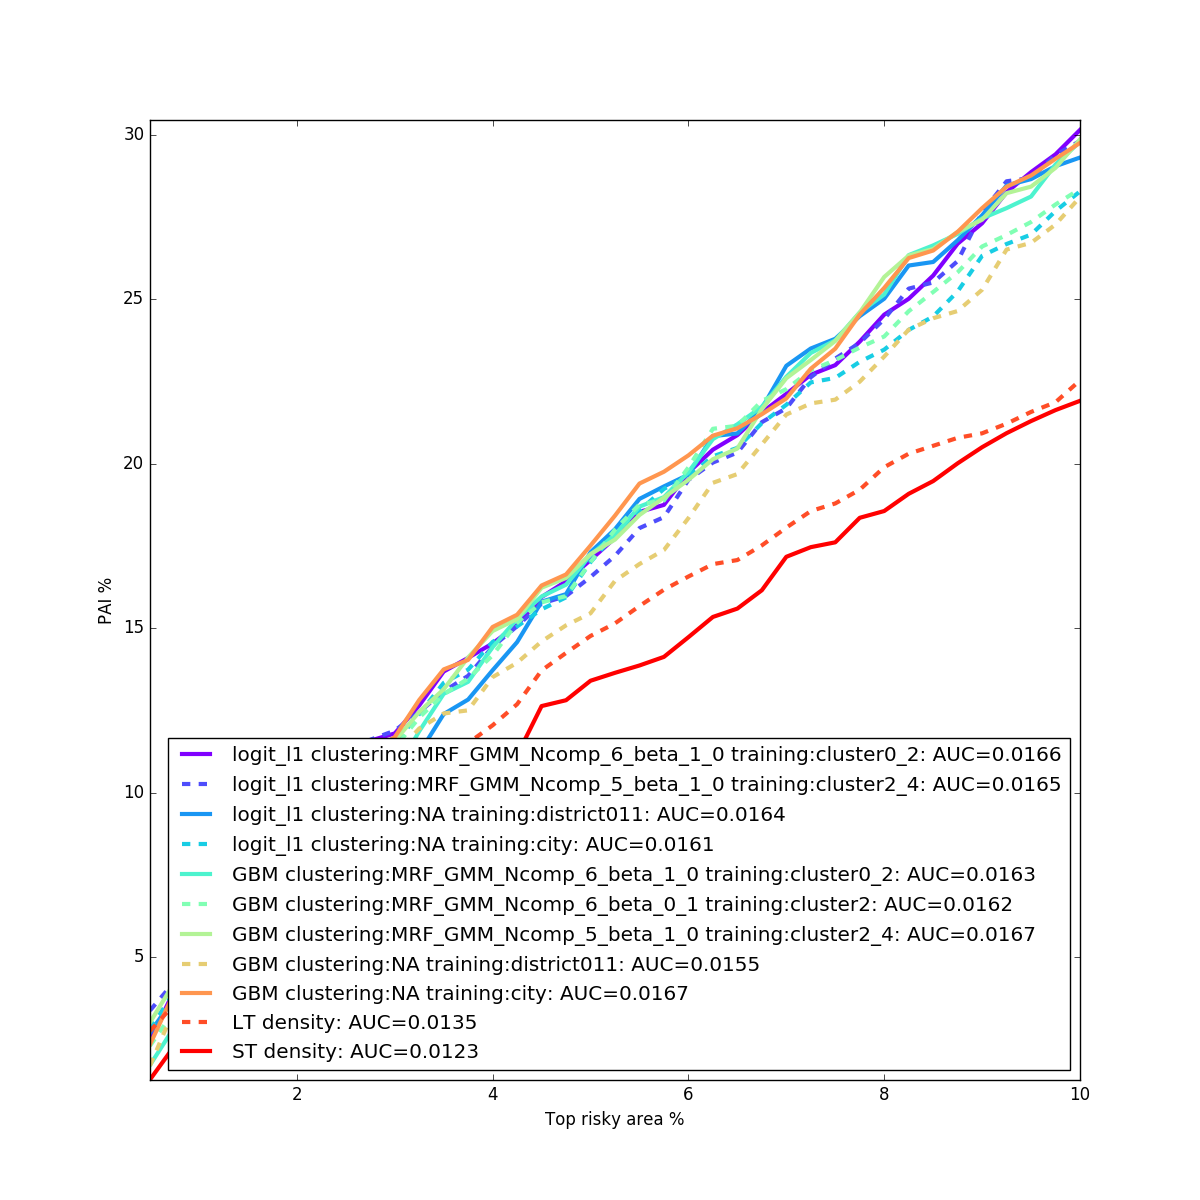 30
25
20
15
10
5
PAI %
logit_l1 clustering:MRF_GMM_Ncomp_6_beta_1_0 training:cluster0_2: AUC=0.0166
logit_l1 clustering:MRF_GMM_Ncomp_5_beta_1_0 training:cluster2_4: AUC=0.0165
logit_l1 clustering:NA training:district011: AUC=0.0164
logit_l1 clustering:NA training:city: AUC=0.0161
GBM clustering:MRF_GMM_Ncomp_6_beta_1_0 training:cluster0_2: AUC=0.0163
GBM clustering:MRF_GMM_Ncomp_6_beta_0_1 training:cluster2: AUC=0.0162
GBM clustering:MRF_GMM_Ncomp_5_beta_1_0 training:cluster2_4: AUC=0.0167
GBM clustering:NA training:district011: AUC=0.0155
GBM clustering:NA training:city: AUC=0.0167
LT density: AUC=0.0135
ST density: AUC=0.0123
2 4 6 8 10
Top risky area %